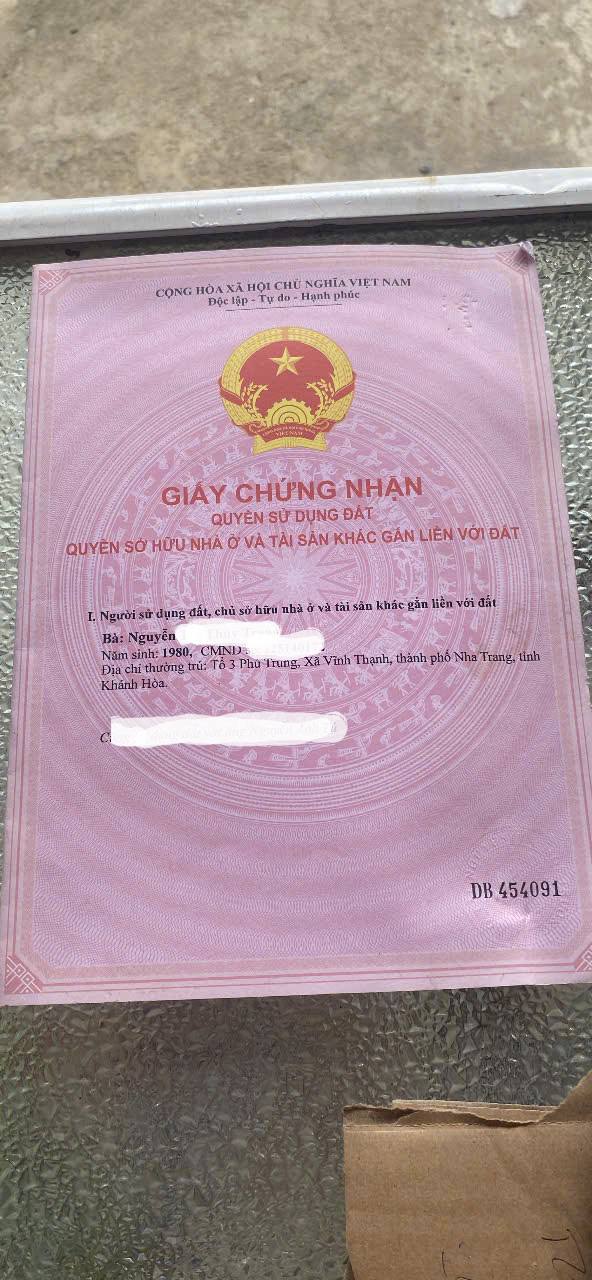 CỘNG HÒA XÃ HỘI CHỦ NGHĨA VIỆT NAM
Độc lập - Tự do - Hạnh phúc
VIỆT NAM
GIẤY CHỨNG NHẬN
QUYỀN SỬ DỤNG ĐẤT
QUYỀN SỞ HỮU NHÀ Ở VÀ TÀI SẢN KHÁC GẮN LIỀN VỚI ĐẤT
I. Người sử dụng đất, chủ sở hữu nhà ở và tài sản khác gắn liền với đất
Bà: Nguyễn
Năm sinh: 1980, CMND
Địa chỉ thường trú: Tổ 3 Phú Trung, Xã Vĩnh Thạnh, thành phố Nha Trang, tỉnh
Khánh Hòa.
DB 454091